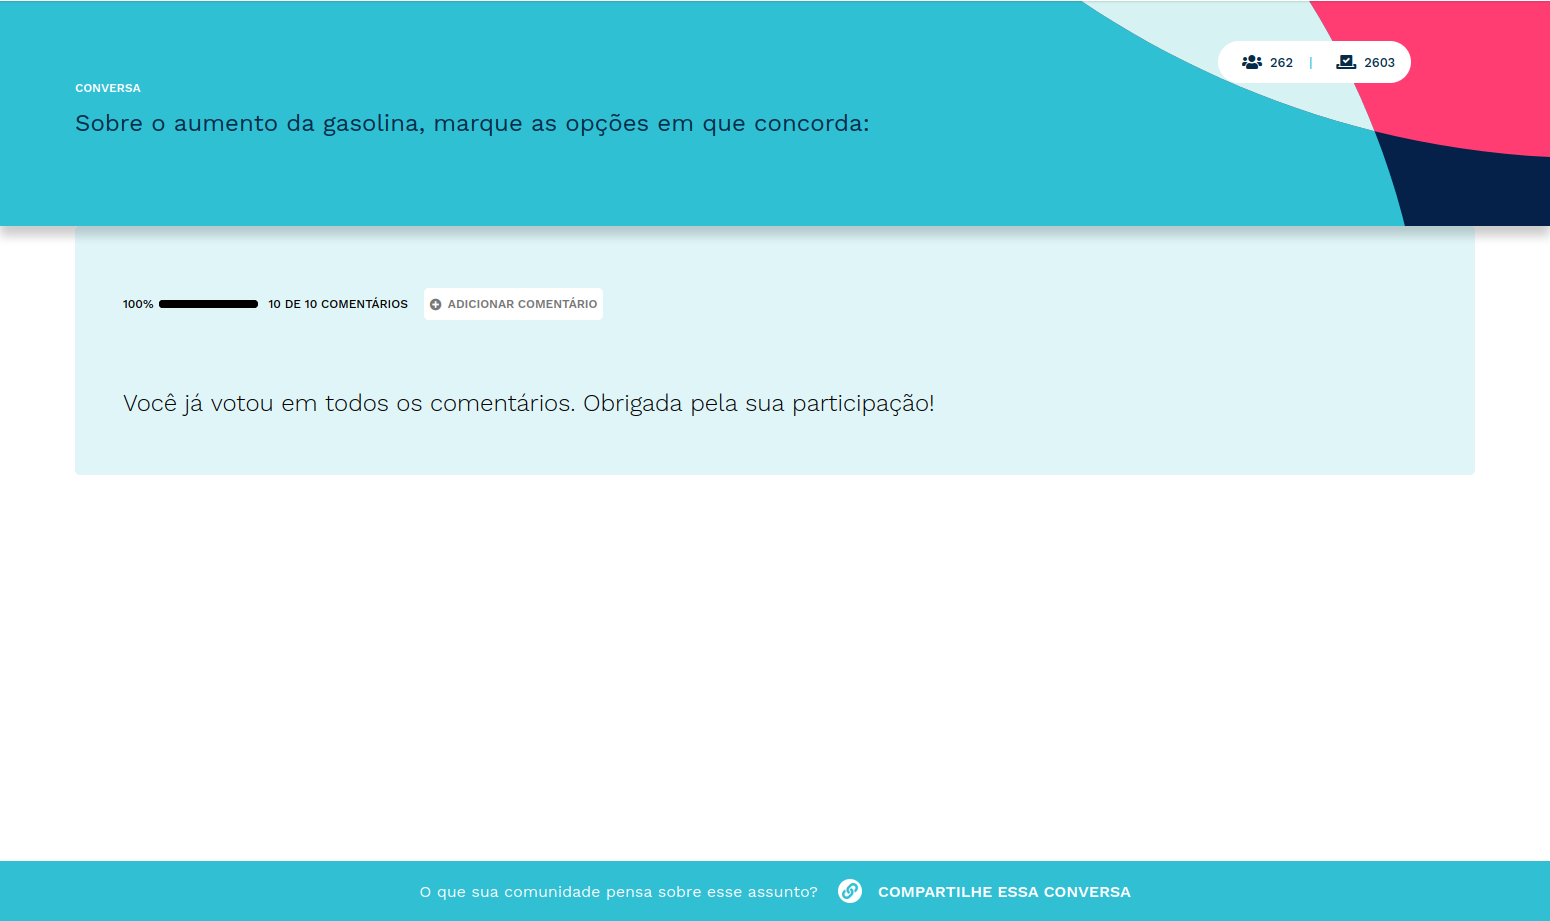 262 | 2603
CONVERSA
Sobre o aumento da gasolina, marque as opções em que concorda:
100% 10 DE 10 COMENTÁRIOS ADICIONAR COMENTÁRIO
Você já votou em todos os comentários. Obrigada pela sua participação!
O que sua comunidade pensa sobre esse assunto? COMPARTILHE ESSA CONVERSA